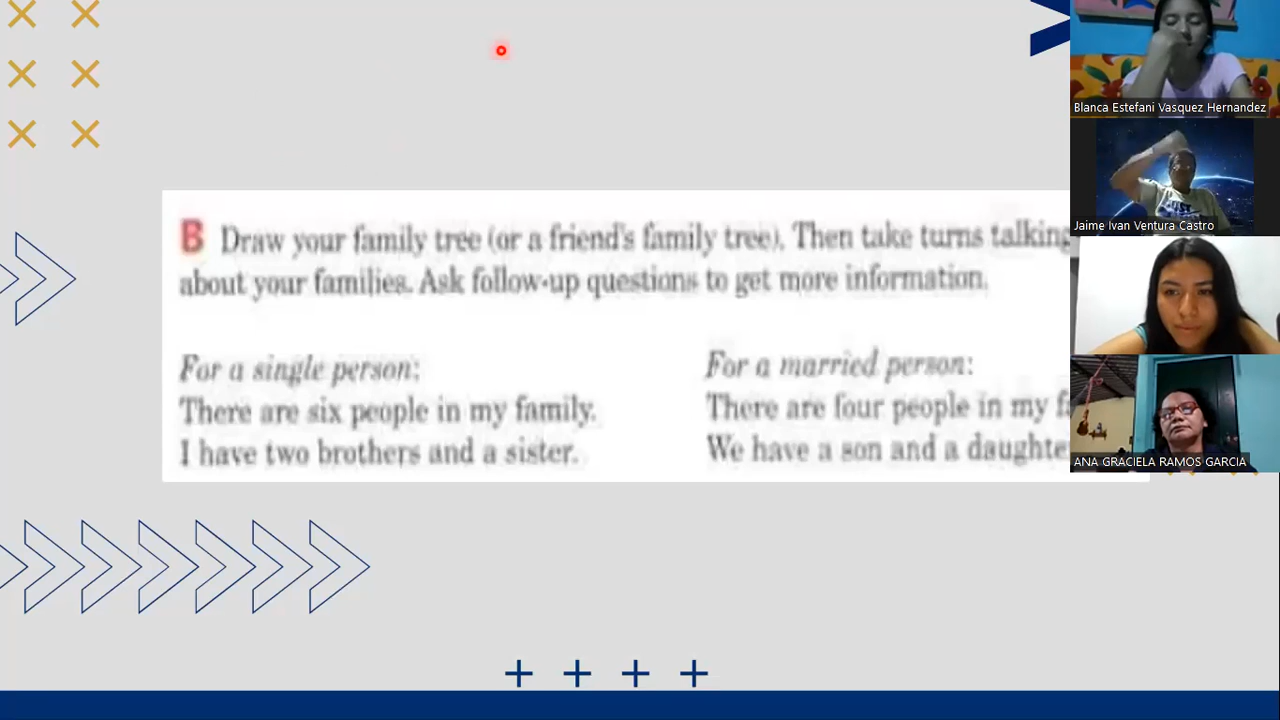 B Draw your family tree (or a friend's family tree). Then take turns talking
about your families. Ask follow-up questions to get more information.
For a single person:
There are six people in my family.
I have two brothers and a sister.
For a married person:
There are four people in my
We have a son and a
Blanca Estefani Vasquez Hernandez
Jaime Ivan Ventura Castro
ANA GRACIELA RAMOS GARCIA